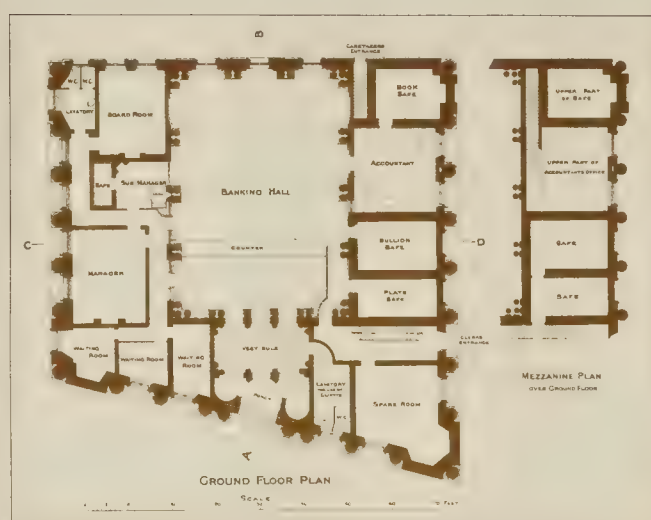 B
CARETAKERS
ENTRANCE
W.C. W.C.
LAVATORY
BOARD ROOM
BOOK
SAFE
UPPER PART
OF SAFE
ACCOUNTANT
UPPER PART OF
ACCOUNTANTS OFFICE
SAFE
SUB MANAGER
BANKING HALL
C
COUNTER
BULLION
SAFE
D
SAFE
MANAGER
PLATE
SAFE
SAFE
WAITING
ROOM
WAITING ROOM
WAITING
ROOM
VESTIBULE
CLERKS
ENTRANCE
LAVATORY
SPARE ROOM
PORCH
W.C.
MEZZANINE PLAN
OVER GROUND FLOOR
A
GROUND FLOOR PLAN
SCALE
FEET